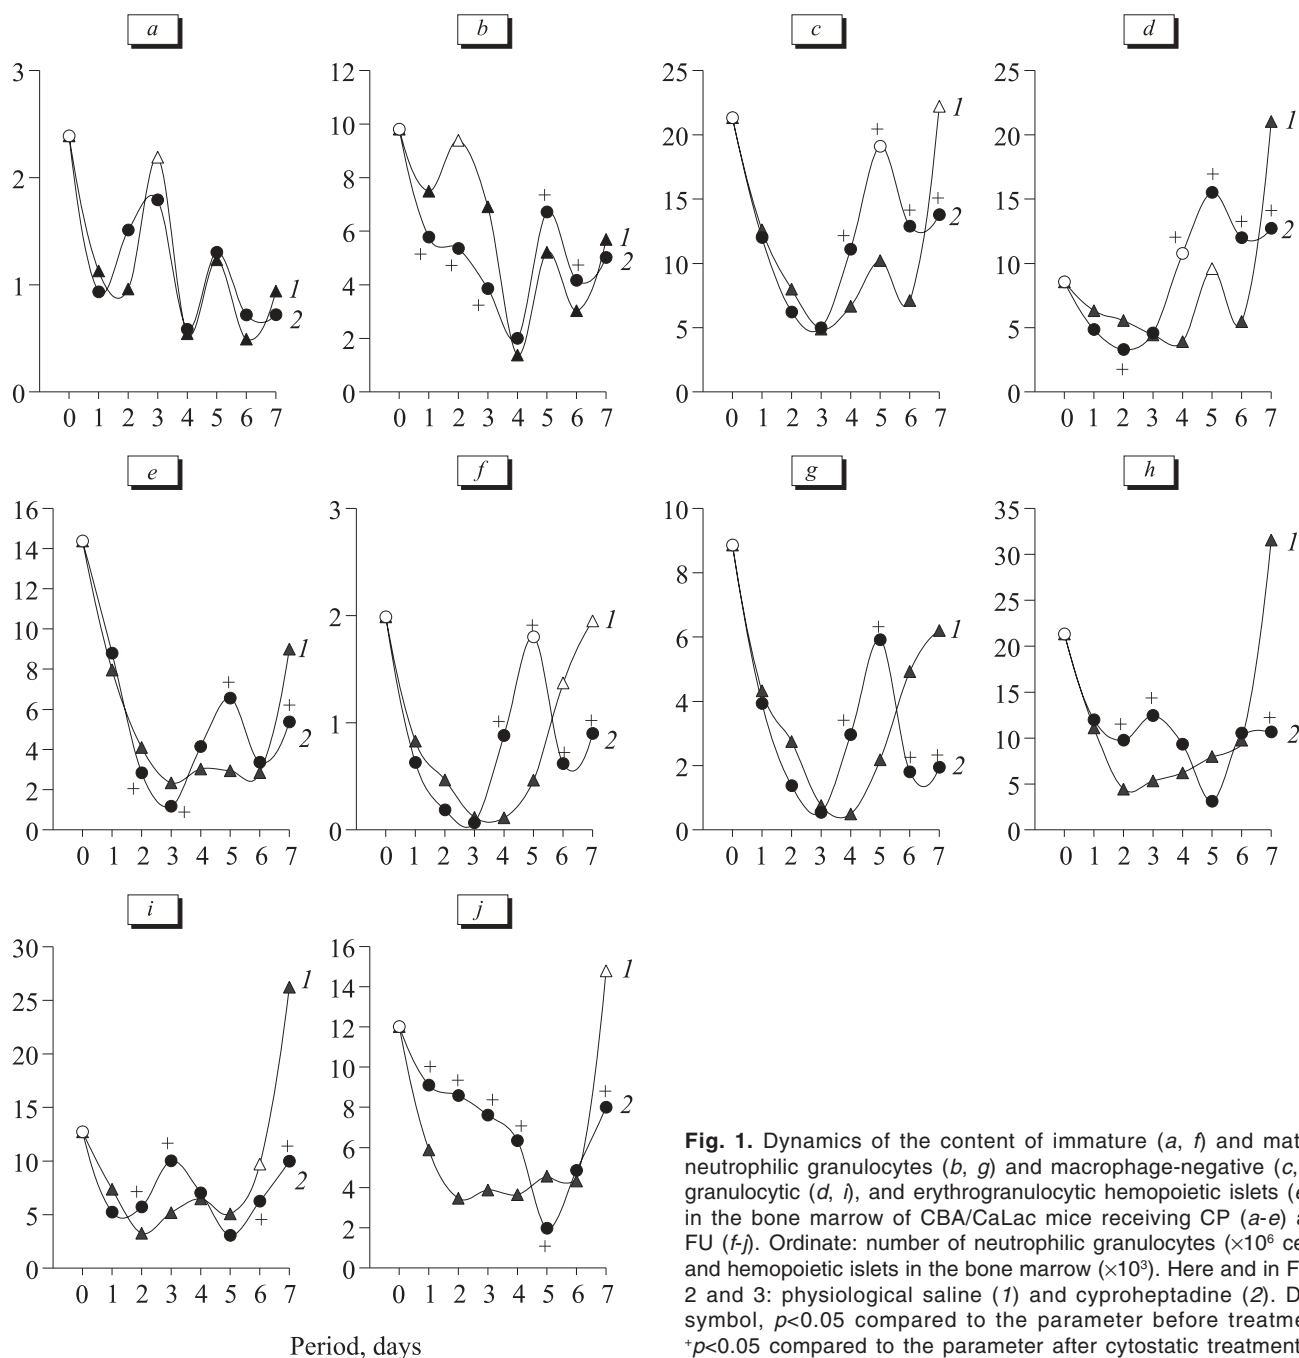 a b c d
3 12 25 25
2 10 20 20
1 8 15 15
0 6 10 10
4 5 5
2 0 0
0
1 2
1 2
1 2
1 2
+ + + + + +
+ + + +
+ + + + +
0 1 2 3 4 5 6 7
0 1 2 3 4 5 6 7
0 1 2 3 4 5 6 7
0 1 2 3 4 5 6 7
e f g h
16 3 10 35
14 2 8 30
12 1 6 25
10 0 4 20
8 2 15
6 0 10
4 5
2 0
0
1 2
1 2
1 2
1 2
+ + + +
+ + + +
+ + + +
+ + +
0 1 2 3 4 5 6 7
0 1 2 3 4 5 6 7
0 1 2 3 4 5 6 7
0 1 2 3 4 5 6 7
i j
30 16
25 14
20 12
15 10
10 8
5 6
0 4
2
0
1 2
1 2
+ + + +
+ + + + + +
0 1 2 3 4 5 6 7
0 1 2 3 4 5 6 7
Period, days
Fig. 1. Dynamics of the content of immature (a, f) and
neutrophilic granulocytes (b, g) and macrophage-negative (c,
granulocytic (d, i), and erythrogranulocytic hemopoietic islets
in the bone marrow of CBA/CaLac mice receiving CP (a-e)
FU (f-j). Ordinate: number of neutrophilic granulocytes (×10⁶
and hemopoietic islets in the bone marrow (×10³). Here and in
2 and 3: physiological saline (1) and cyproheptadine (2).
symbol, p<0.05 compared to the parameter before
⁺p<0.05 compared to the parameter after cytostatic treatment